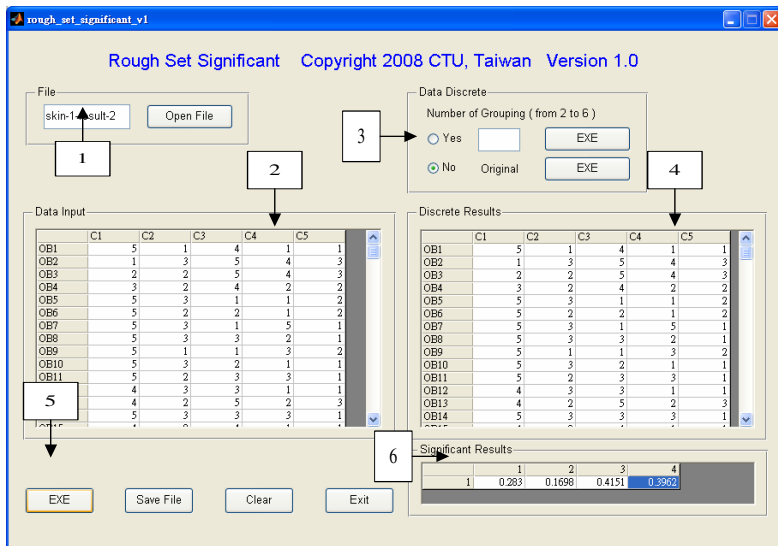 rough_set_significant_v1
Rough Set Significant Copyright 2008 CTU, Taiwan Version 1.0
File
skin-1- sult-2
Open File
1
Data Discrete
Number of Grouping ( from 2 to 6 )
Yes
EXE
No
Original
EXE
3
2
4
Data Input
C1 C2 C3 C4 C5
OB1 5 1 4 1 1
OB2 1 3 5 4 3
OB3 2 2 5 4 3
OB4 3 2 4 2 2
OB5 5 3 1 1 2
OB6 5 2 2 1 2
OB7 5 3 1 5 1
OB8 5 3 3 2 1
OB9 5 1 1 3 2
OB10 5 3 2 1 1
OB11 5 2 3 3 1
4 3 3 1 1
4 2 5 2 3
5 3 3 3 1
Discrete Results
C1 C2 C3 C4 C5
OB1 5 1 4 1 1
OB2 1 3 5 4 3
OB3 2 2 5 4 3
OB4 3 2 4 2 2
OB5 5 3 1 1 2
OB6 5 2 2 1 2
OB7 5 3 1 5 1
OB8 5 3 3 2 1
OB9 5 1 1 3 2
OB10 5 3 2 1 1
OB11 5 2 3 3 1
OB12 4 3 3 1 1
OB13 4 2 5 2 3
OB14 5 3 3 3 1
5
6
Significant Results
1 2 3 4
1 0.283 0.1698 0.4151 0.3962
EXE
Save File
Clear
Exit